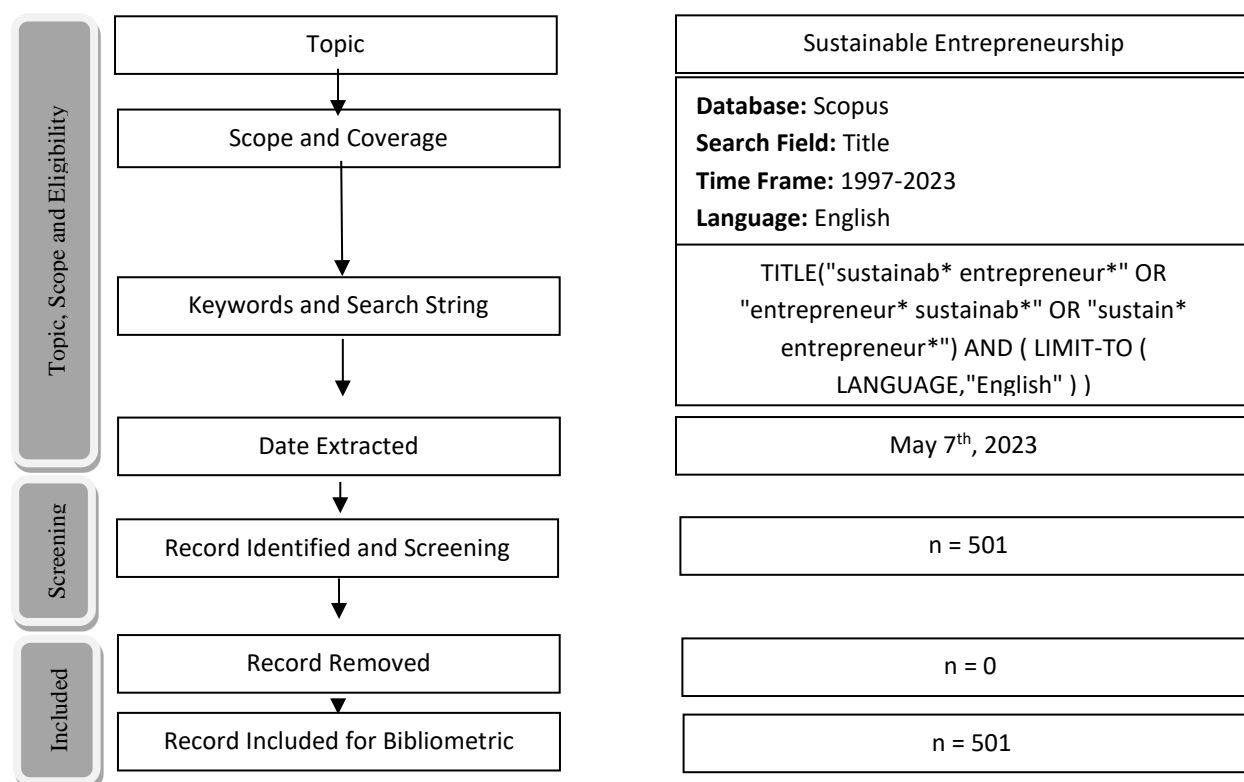 Topic, Scope and Eligibility
Topic
Sustainable Entrepreneurship
Scope and Coverage
Database: Scopus
Search Field: Title
Time Frame: 1997-2023
Language: English
Keywords and Search String
TITLE("sustainab* entrepreneur*" OR
"entrepreneur* sustainab*" OR "sustain*
entrepreneur*") AND ( LIMIT-TO (
LANGUAGE,"English" ) )
Date Extracted
May 7th, 2023
Screening
Record Identified and Screening
n = 501
Included
Record Removed
n = 0
Record Included for Bibliometric
n = 501